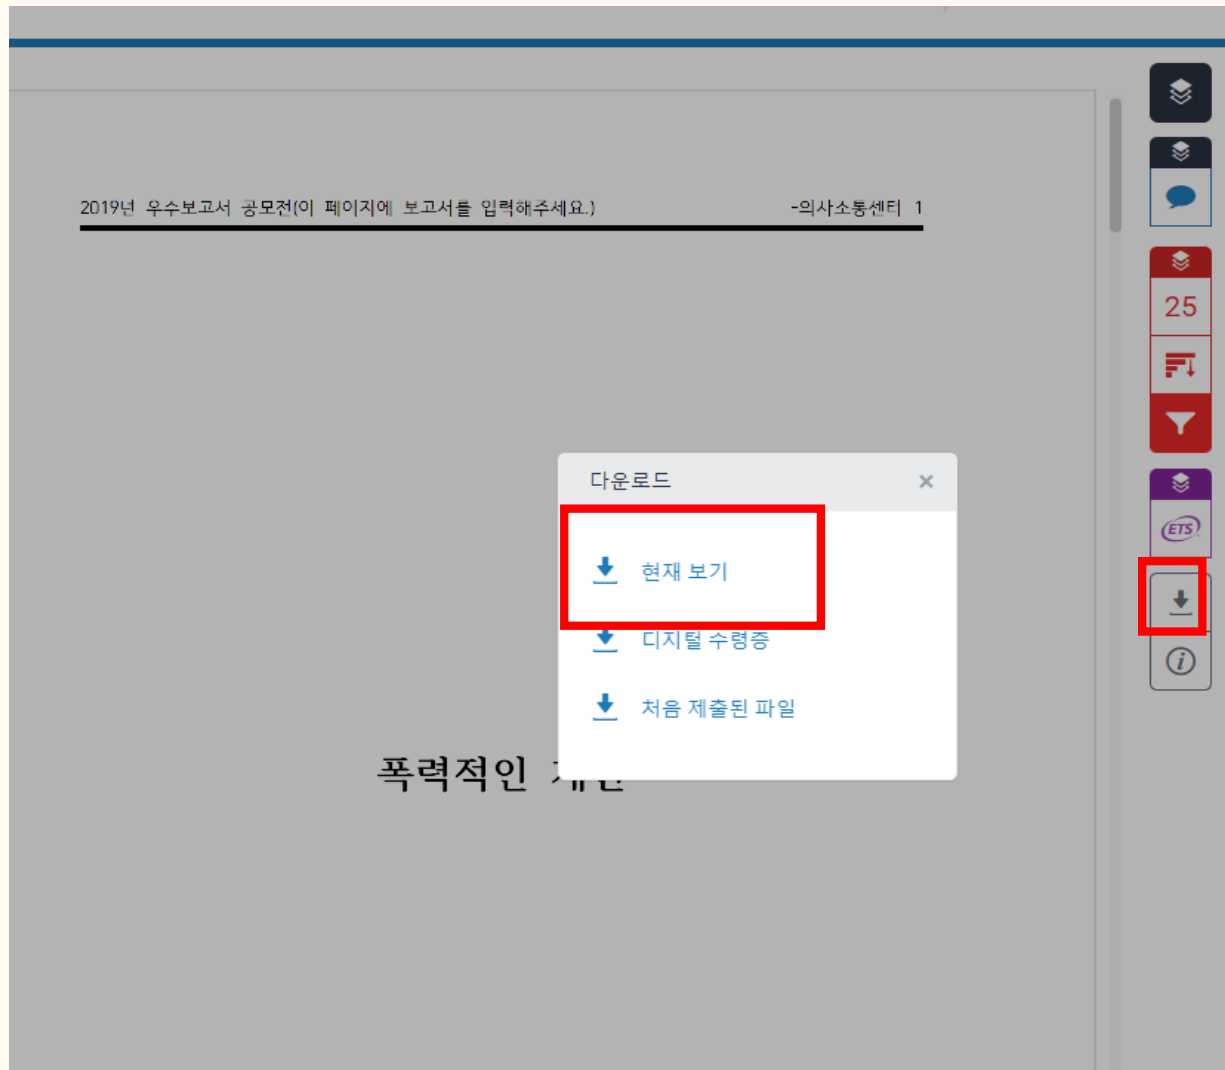 2019년 우수보고서 공모전(이 페이지에 보고서를 입력해주세요.) -의사소통센터 1
25
다운로드
현재 보기
ETS
디지털 수령증
처음 제출된 파일
폭력적인